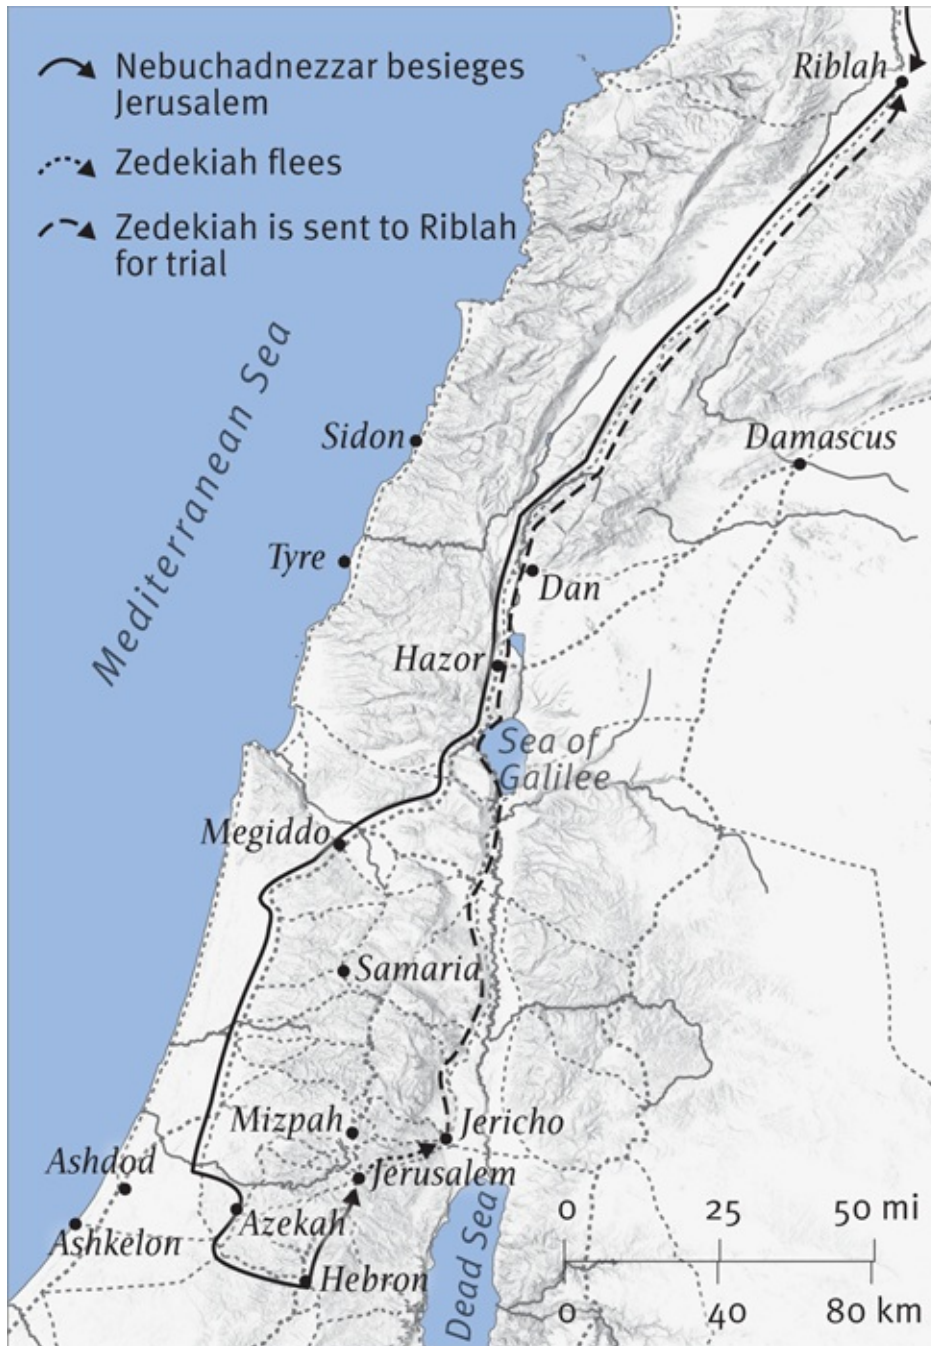 Nebuchadnezzar besieges
Jerusalem
Zedekiah flees
Zedekiah is sent to Riblah
for trial
Riblah
Mediterranean Sea
Sidon
Damascus
Tyre
Dan
Hazor
Sea of
Galilee
Megiddo
Samaria
Mizpah
Jericho
Ashdod
Jerusalem
Azekah
Ashkelon
Hebron
Dead Sea
0 25 50 mi
0 40 80 km